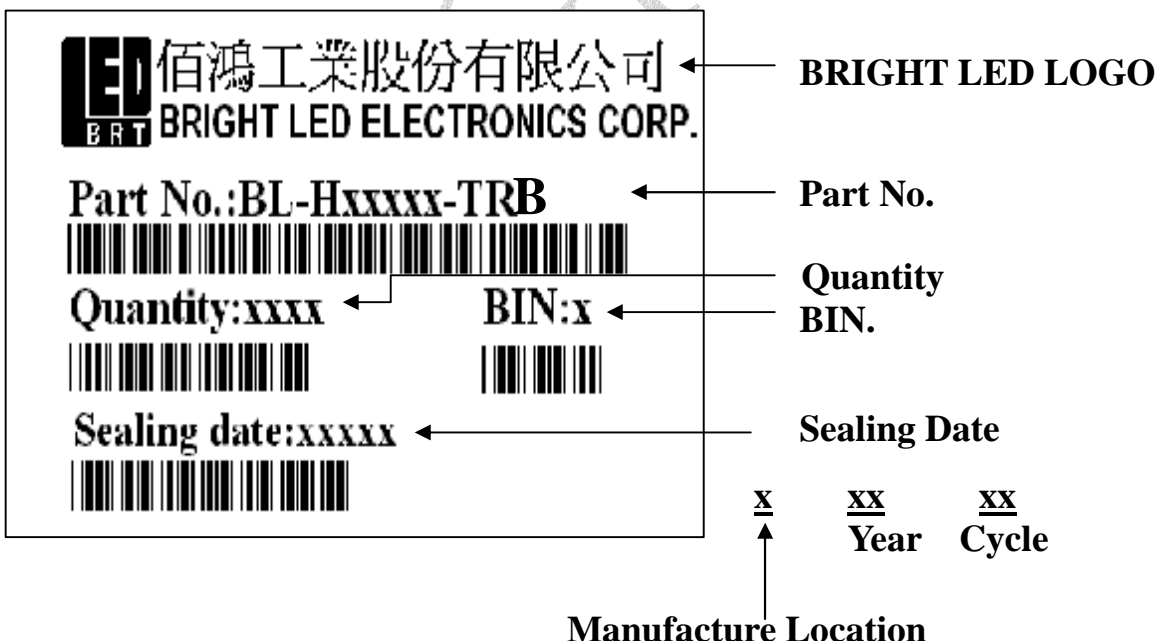 LED
BRT
佰鴻工業股份有限公司
BRIGHT LED ELECTRONICS CORP.
BRIGHT LED LOGO
Part No.:BL-Hxxxxx-TRB
Part No.
Quantity:xxxx
BIN:x
Quantity
BIN.
Sealing date:xxxxx
Sealing Date
x xx xx
Year Cycle
Manufacture Location